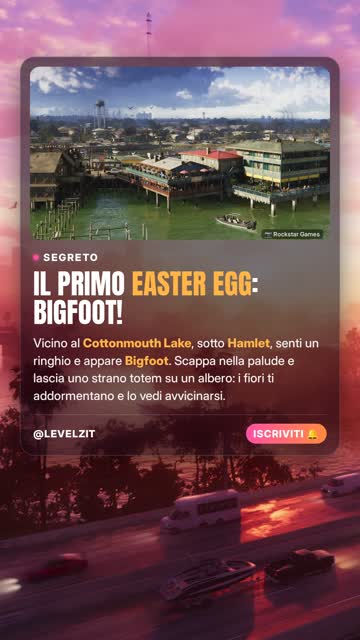 📷 Rockstar Games
SEGRETO
IL PRIMO EASTER EGG:
BIGFOOT!
Vicino al Cottonmouth Lake, sotto Hamlet, senti un
ringhio e appare Bigfoot. Scappa nella palude e
lascia uno strano totem su un albero: i fiori ti
addormentano e lo vedi avvicinarsi.
@LEVELZIT
ISCRIVITI 🔔